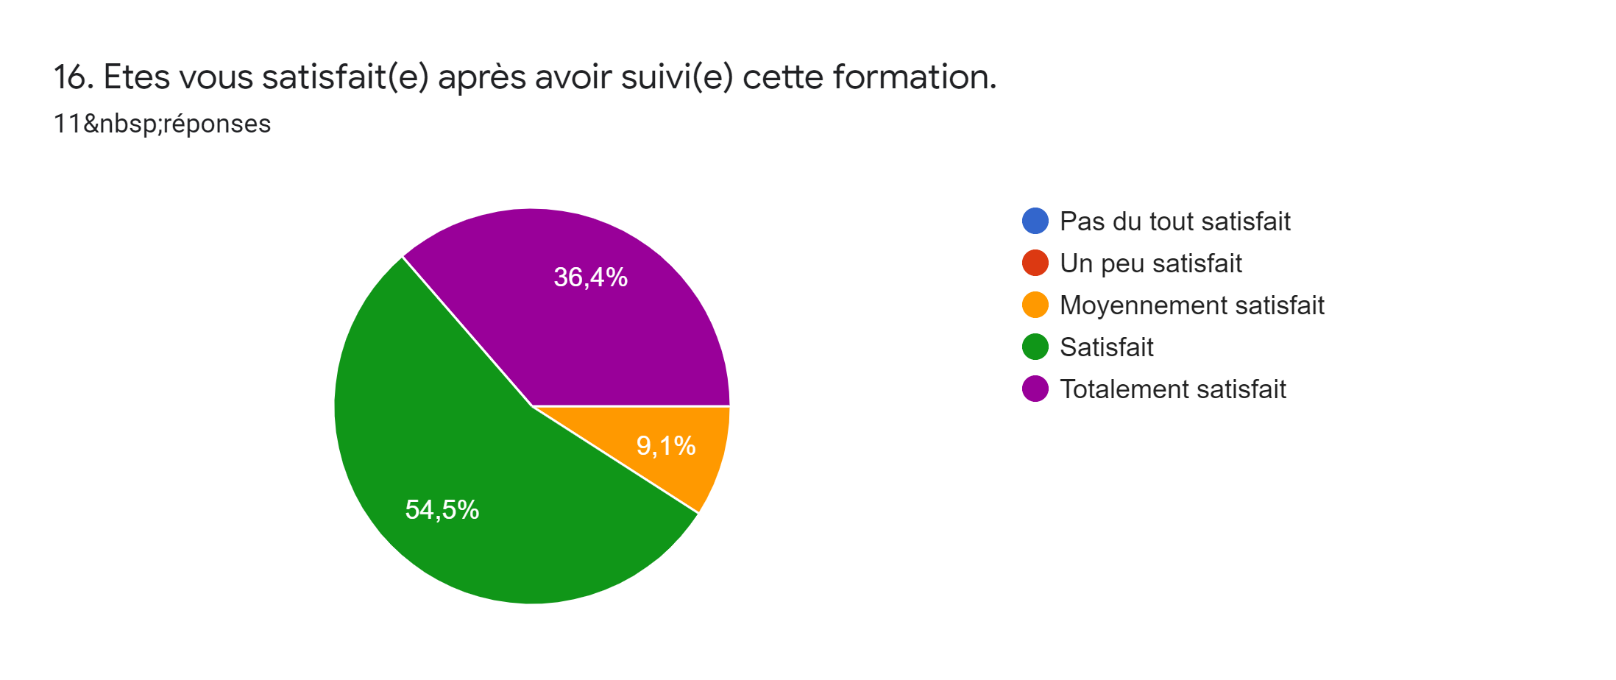 16. Etes vous satisfait(e) après avoir suivi(e) cette formation.
11&nbsp;réponses
36,4%
9,1%
54,5%
Pas du tout satisfait
Un peu satisfait
Moyennement satisfait
Satisfait
Totalement satisfait